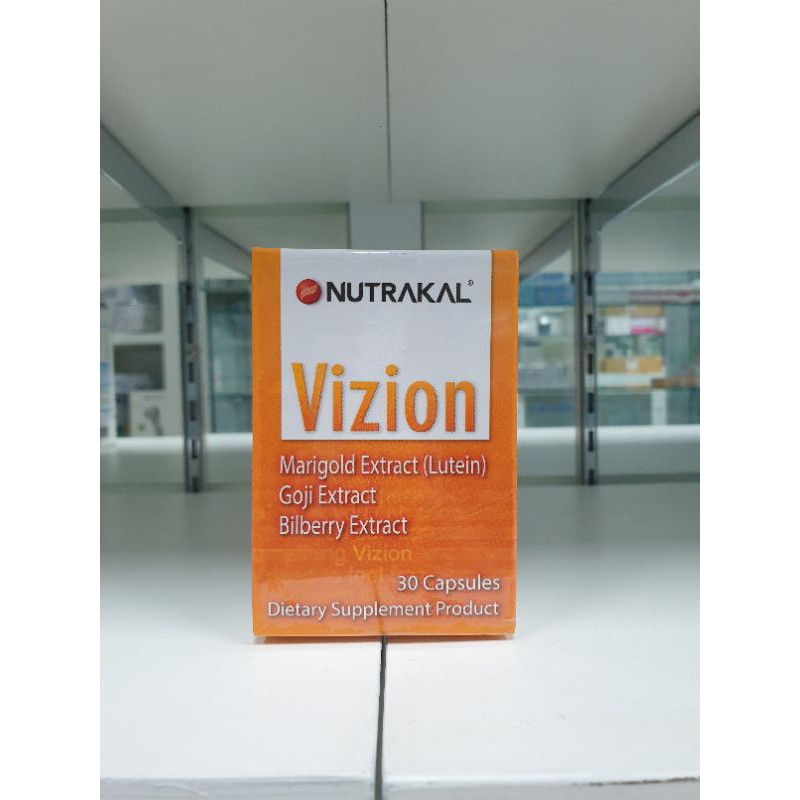 NUTRAKAL®
Vizion
Marigold Extract (Lutein)
Goji Extract
Bilberry Extract
Vizion
30 Capsules
Dietary Supplement Product